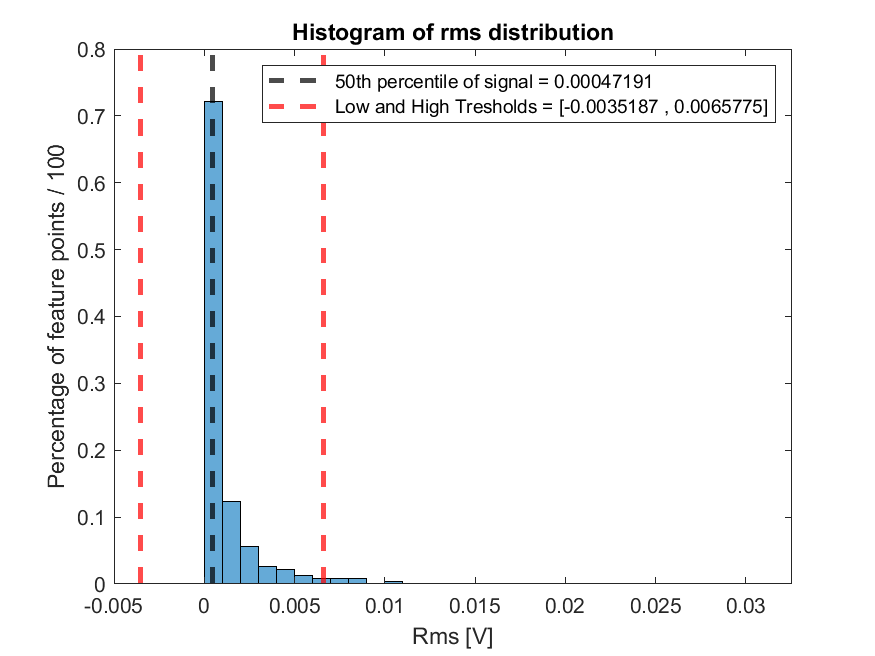 Histogram of rms distribution
50th percentile of signal = 0.00047191
Low and High Tresholds = [-0.0035187 , 0.0065775]
Percentage of feature points / 100
0.8
0.7
0.6
0.5
0.4
0.3
0.2
0.1
0
-0.005 0 0.005 0.01 0.015 0.02 0.025 0.03
Rms [V]